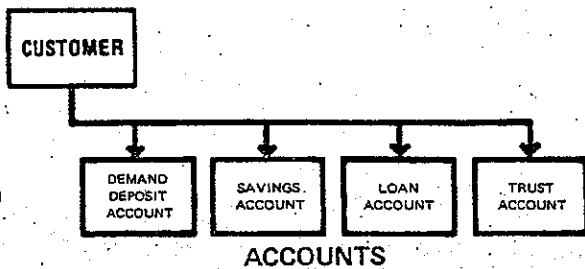 CUSTOMER
DEMAND
DEPOSIT
ACCOUNT
SAVINGS
ACCOUNT
LOAN
ACCOUNT
TRUST
ACCOUNT
ACCOUNTS